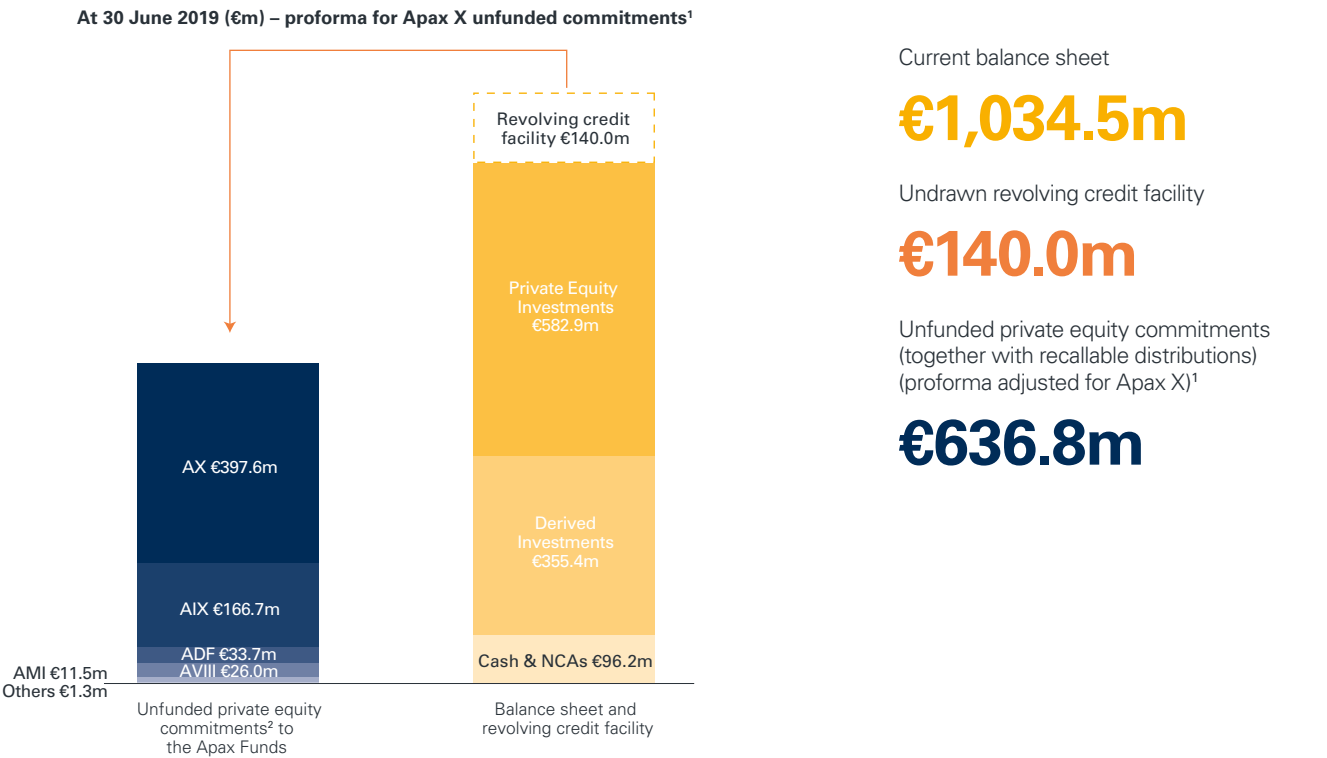 At 30 June 2019 (€m) – proforma for Apax X unfunded commitments¹
Revolving credit
facility €140.0m
Private Equity
Investments
€582.9m
Derived
Investments
€355.4m
Cash & NCAs €96.2m
AX €397.6m
AIX €166.7m
ADF €33.7m
AVIII €26.0m
AMI €11.5m
Others €1.3m
Unfunded private equity
commitments² to
the Apax Funds
Balance sheet and
revolving credit facility
Current balance sheet
€1,034.5m
Undrawn revolving credit facility
€140.0m
Unfunded private equity commitments
(together with recallable distributions)
(proforma adjusted for Apax X)¹
€636.8m